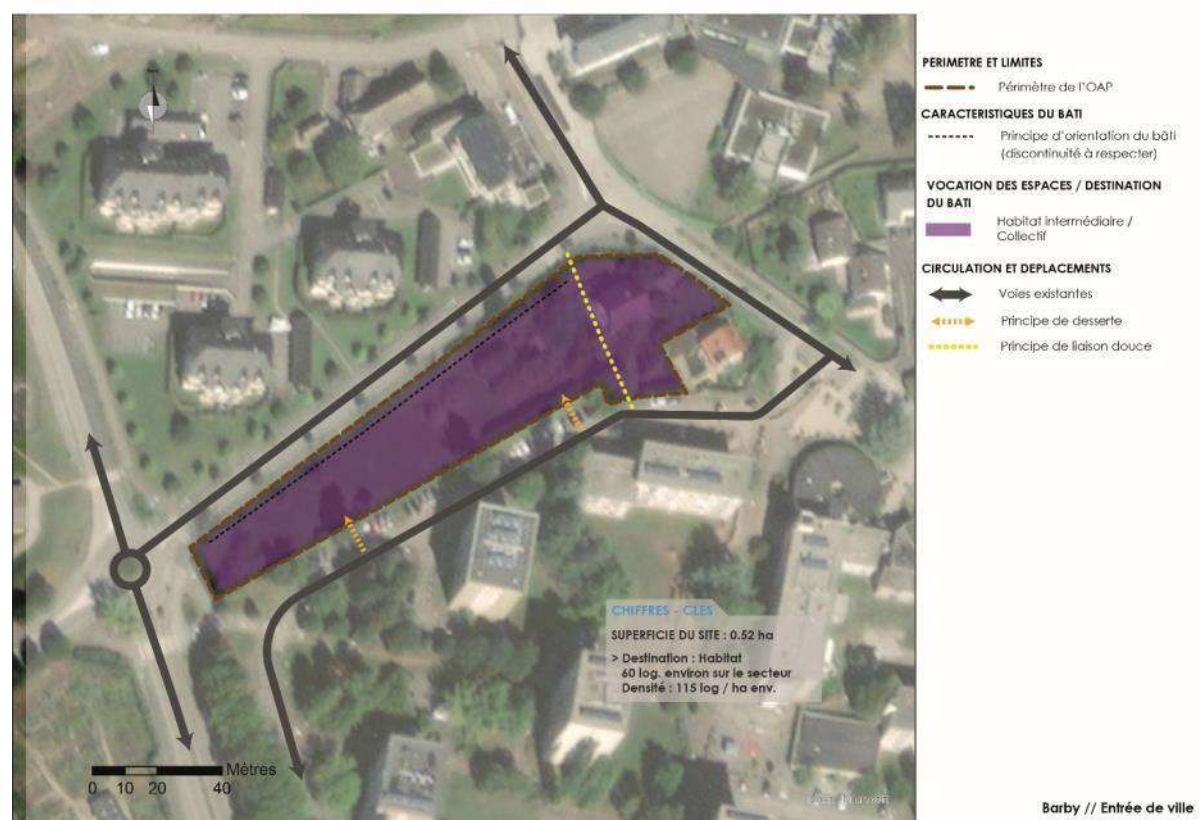 PERIMETRE ET LIMITES
Périmètre de l'OAP
CARACTERISTIQUES DU BATI
Principe d'orientation du bâti
(discontinuité à respecter)
VOCATION DES ESPACES / DESTINATION
DU BATI
Habitat intermédiaire /
Collectif
CIRCULATION ET DEPLACEMENTS
Voies existantes
Principe de desserte
Principe de liaison douce
CHIFFRES - CLES
SUPERFICIE DU SITE : 0.52 ha
> Destination : Habitat
60 log. environ sur le secteur
Densité : 115 log / ha env.
Mètres
0 10 20 40
Barby // Entrée de ville